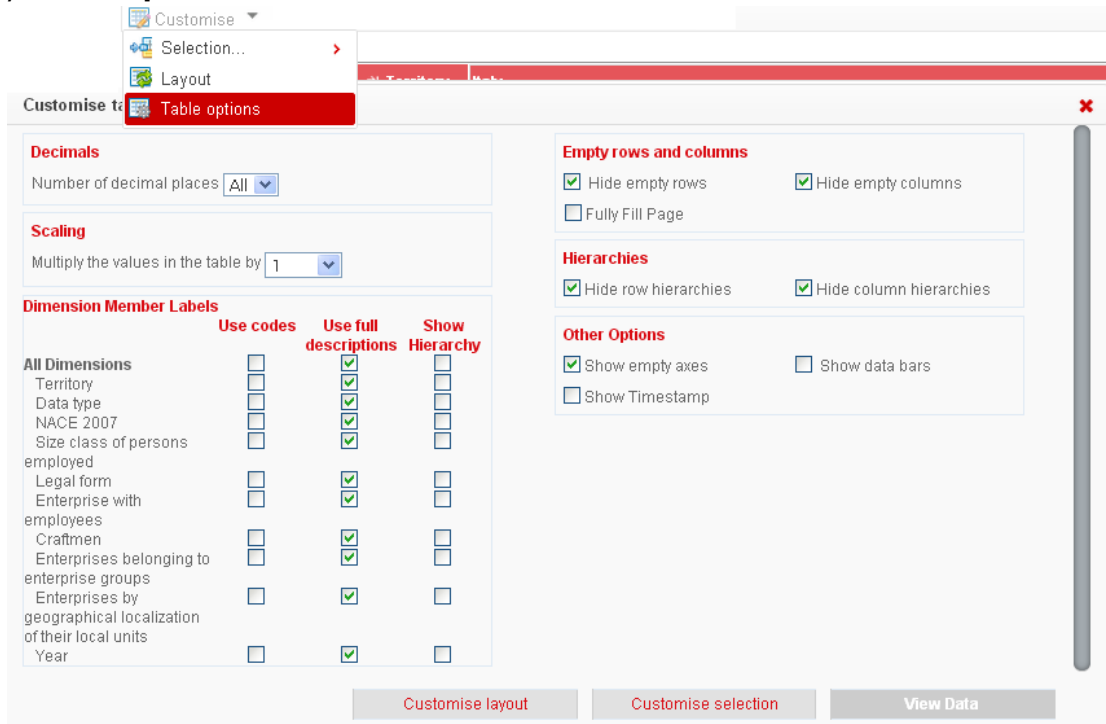 Customise
Selection...
Layout
Table options
Customise ta
Decimals
Number of decimal places All
Scaling
Multiply the values in the table by 1
Dimension Member Labels
Use codes Use full descriptions Show Hierarchy
All Dimensions
Territory
Data type
NACE 2007
Size class of persons
employed
Legal form
Enterprise with
employees
Craftmen
Enterprises belonging to
enterprise groups
Enterprises by
geographical localization
of their local units
Year
Empty rows and columns
Hide empty rows Hide empty columns
Fully Fill Page
Hierarchies
Hide row hierarchies Hide column hierarchies
Other Options
Show empty axes Show data bars
Show Timestamp
Customise layout Customise selection View Data